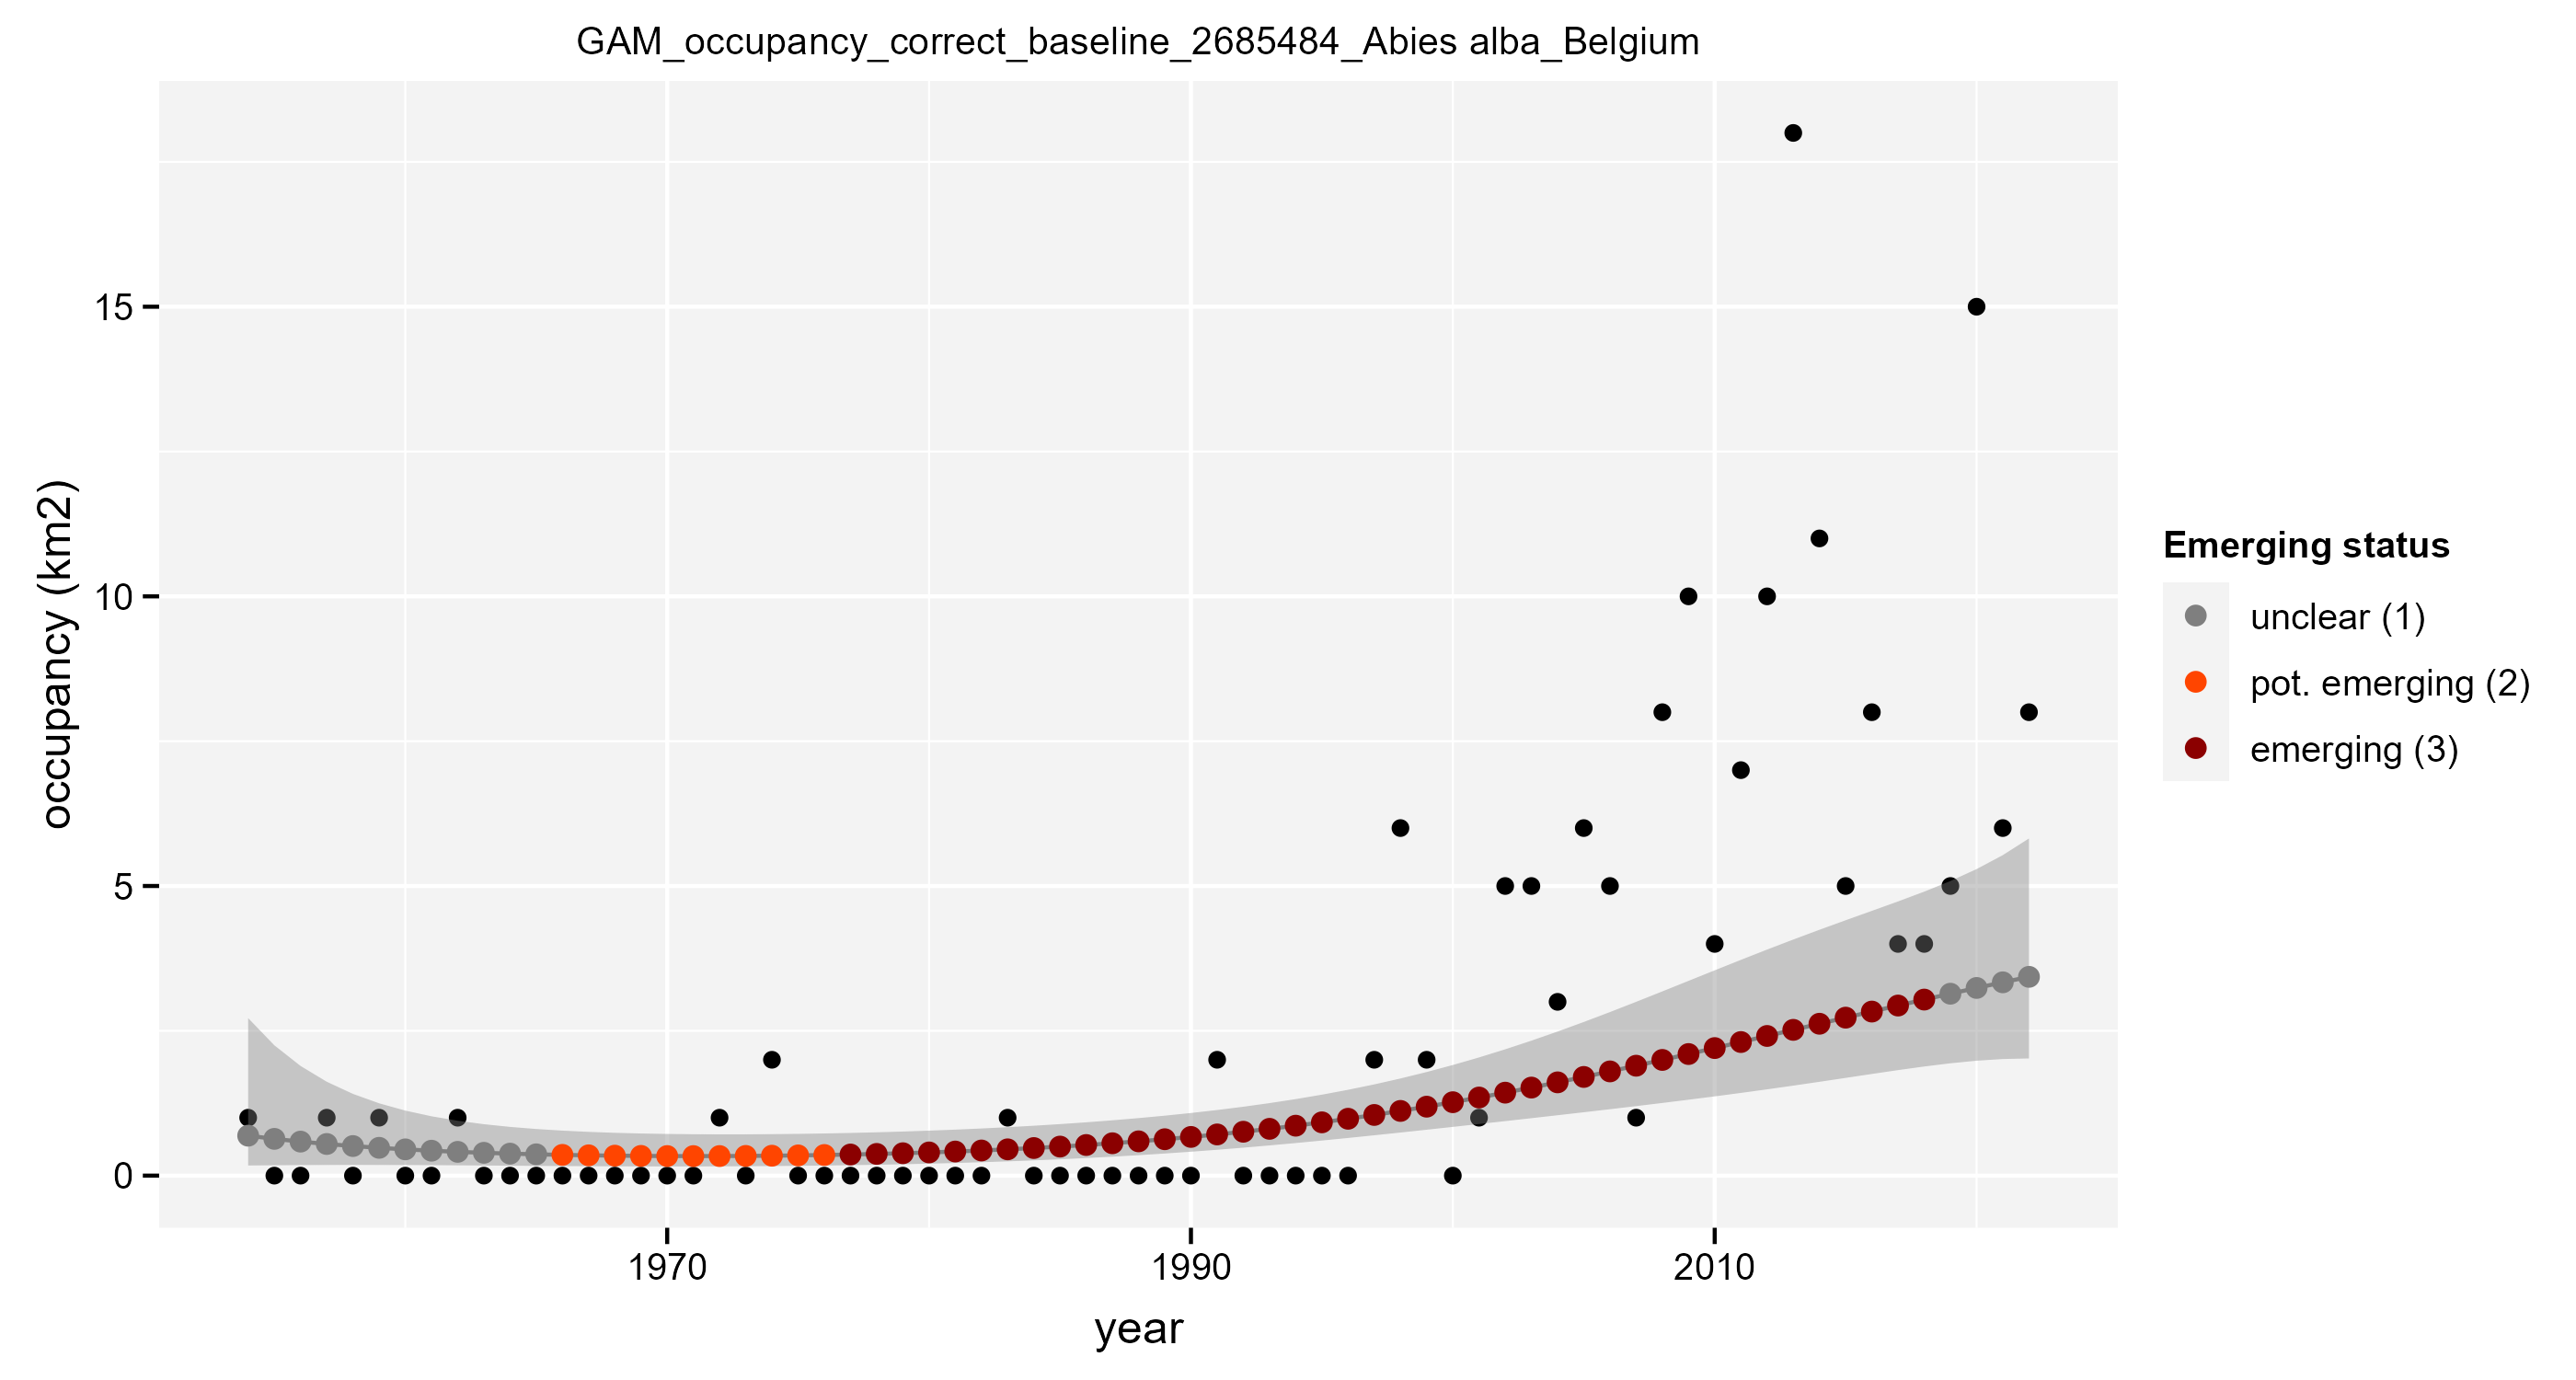 GAM_occupancy_correct_baseline_2685484_Abies alba_Belgium
occupancy (km2)
15
10
5
0
1970
1990
2010
year
Emerging status
unclear (1)
pot. emerging (2)
emerging (3)